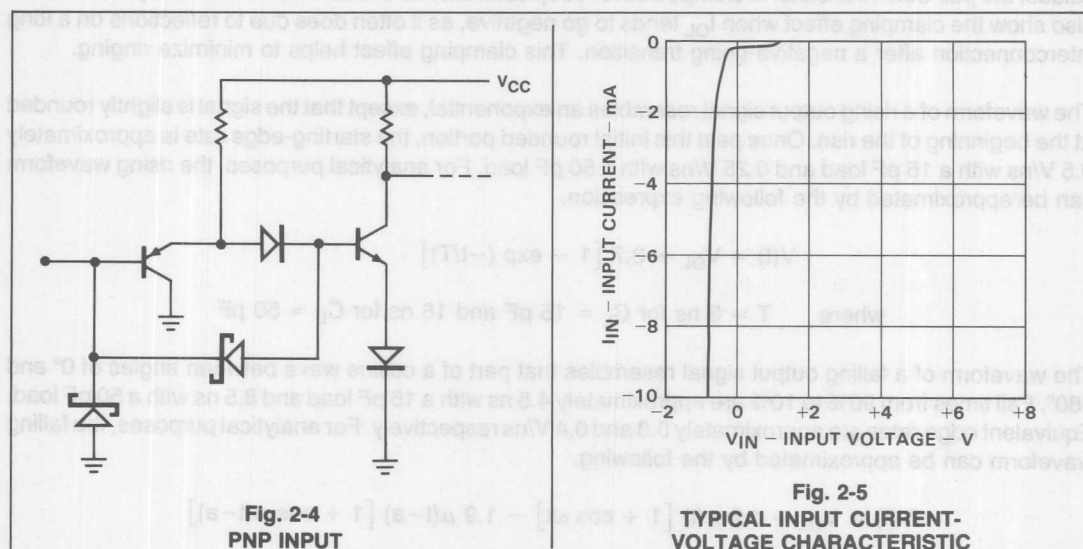 also show the clamping effect when IOL tends to go negative, as it often does due to reflections on a long
interconnection after a negative-going transition. This clamping effect helps to minimize ringing.
The waveform of a rising output signal resembles an exponential, except that the signal is slightly rounded
at the beginning of the rise. Once past this initial rounded portion, the starting-edge rate is approximately
0.5 V/ns with a 15 pF load and 0.25 V/ns with a 50 pF load. For analytical purposes, the rising waveform
can be approximated by the following expression.
where T = 8 ns for CL = 15 pF and 16 ns for CL = 50 pF
The waveform of a falling output signal resembles that part of a cosine wave between angles of 0° and
180°. Fall times from 90% to 10% are approximately 4.5 ns with a 15 pF load and 8.5 ns with a 50 pF load.
Equivalent edge rates are approximately 0.8 and 0.4 V/ns respectively. For analytical purposes, the falling
waveform can be approximated by the following.
VCC
Fig. 2-4
PNP INPUT
IIN – INPUT CURRENT – mA
0
-2
-4
-6
-8
-10
-2 0 +2 +4 +6 +8
VIN – INPUT VOLTAGE – V
Fig. 2-5
TYPICAL INPUT CURRENT-
VOLTAGE CHARACTERISTIC